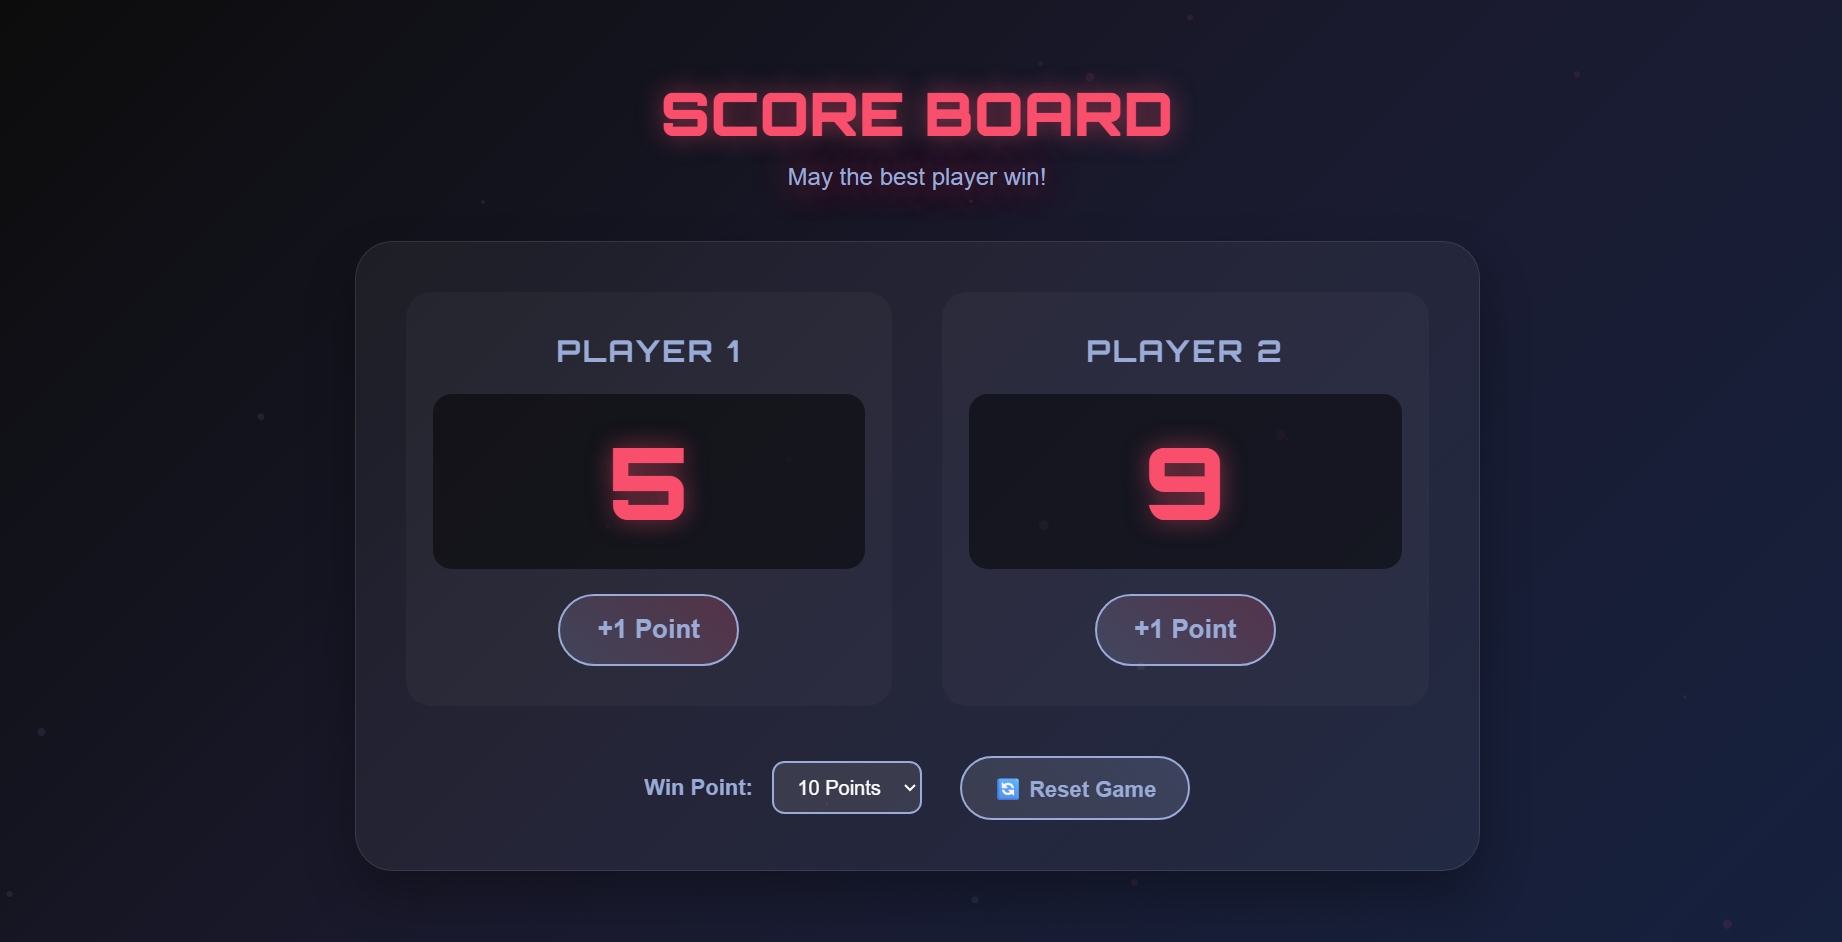 SCORE BOARD
May the best player win!
PLAYER 1
5
+1 Point
PLAYER 2
9
+1 Point
Win Point:
10 Points
Reset Game